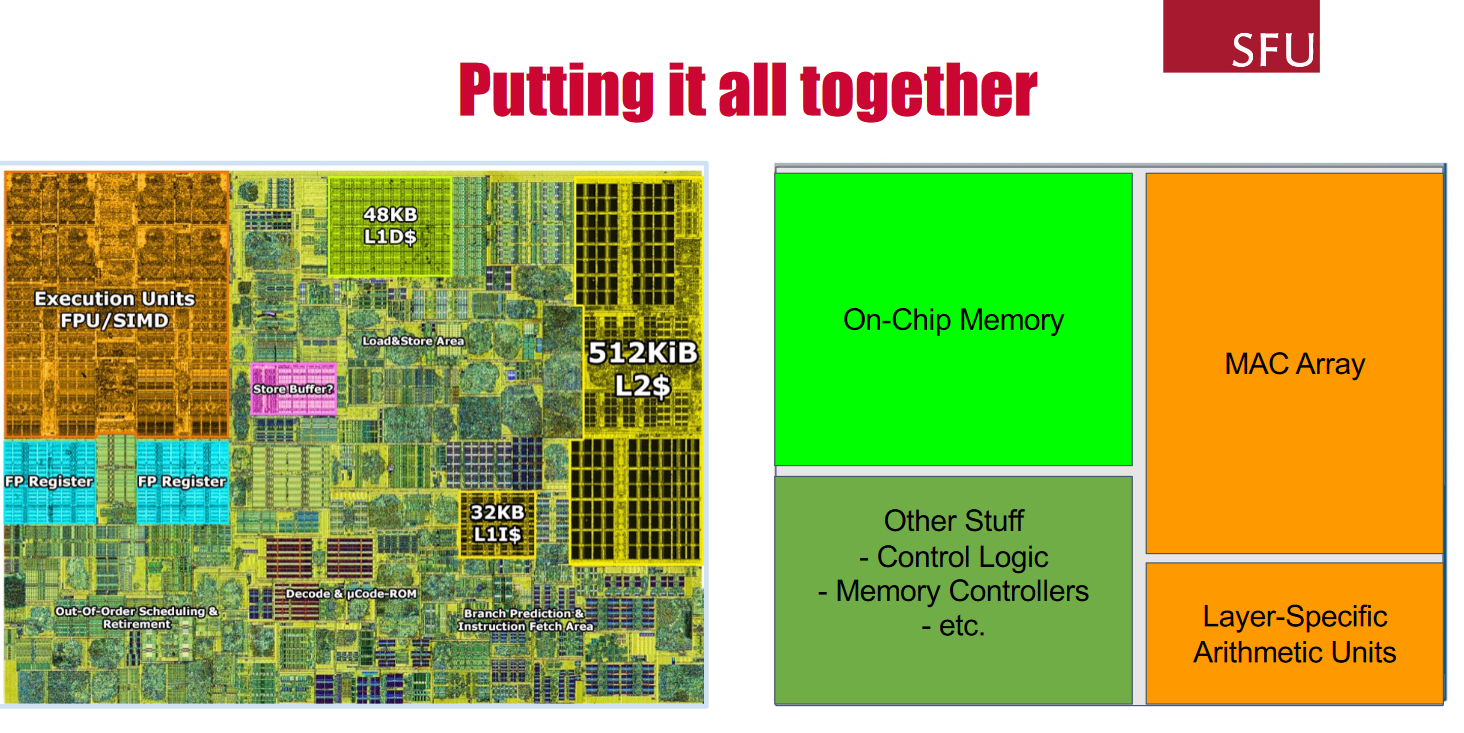 SFU
Putting it all together
Execution Units
FPU/SIMD
48KB
L1D$
Load&Store Area
512KiB
L2$
Store Buffer?
FP Register
FP Register
32KB
L1I$
Decode & µCode-ROM
Out-Of-Order Scheduling &
Retirement
Branch Prediction &
Instruction Fetch Area
On-Chip Memory
MAC Array
Other Stuff
- Control Logic
- Memory Controllers
- etc.
Layer-Specific
Arithmetic Units